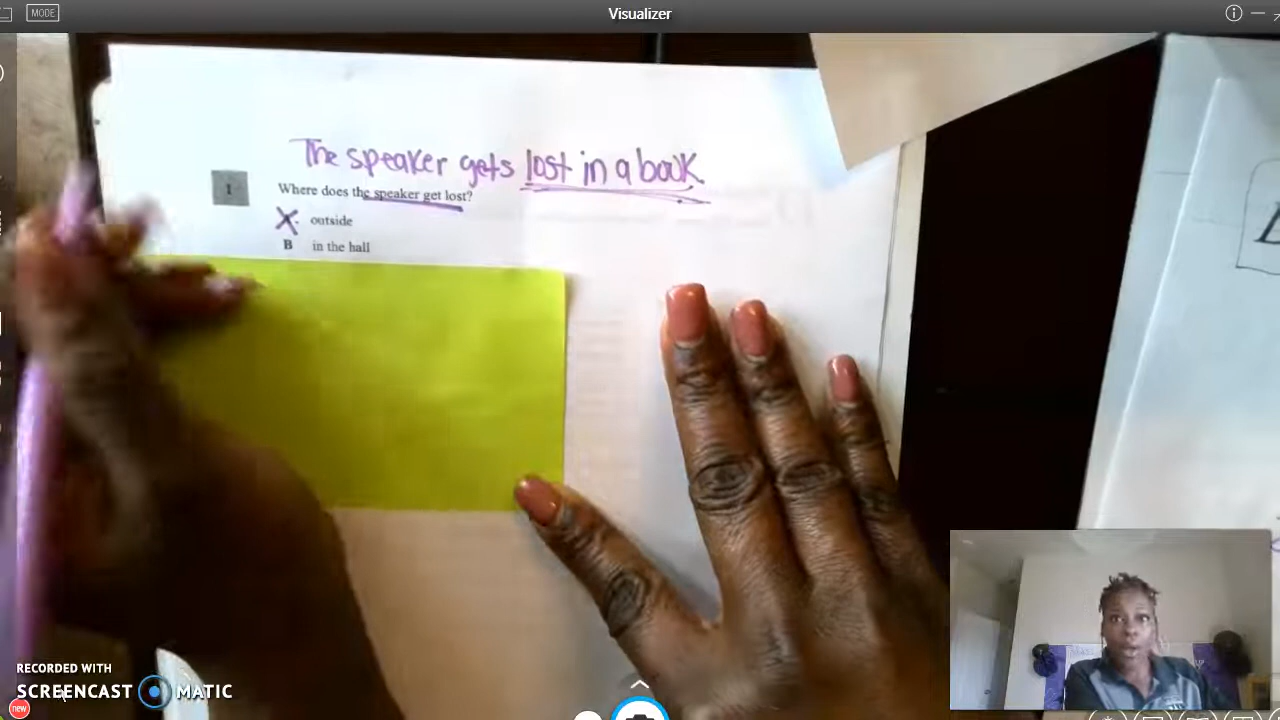 MODE
Visualizer
The speaker gets lost in a book
1
Where does the speaker get lost?
outside
B in the hall
RECORDED WITH
SCREENCAST MATIC
new